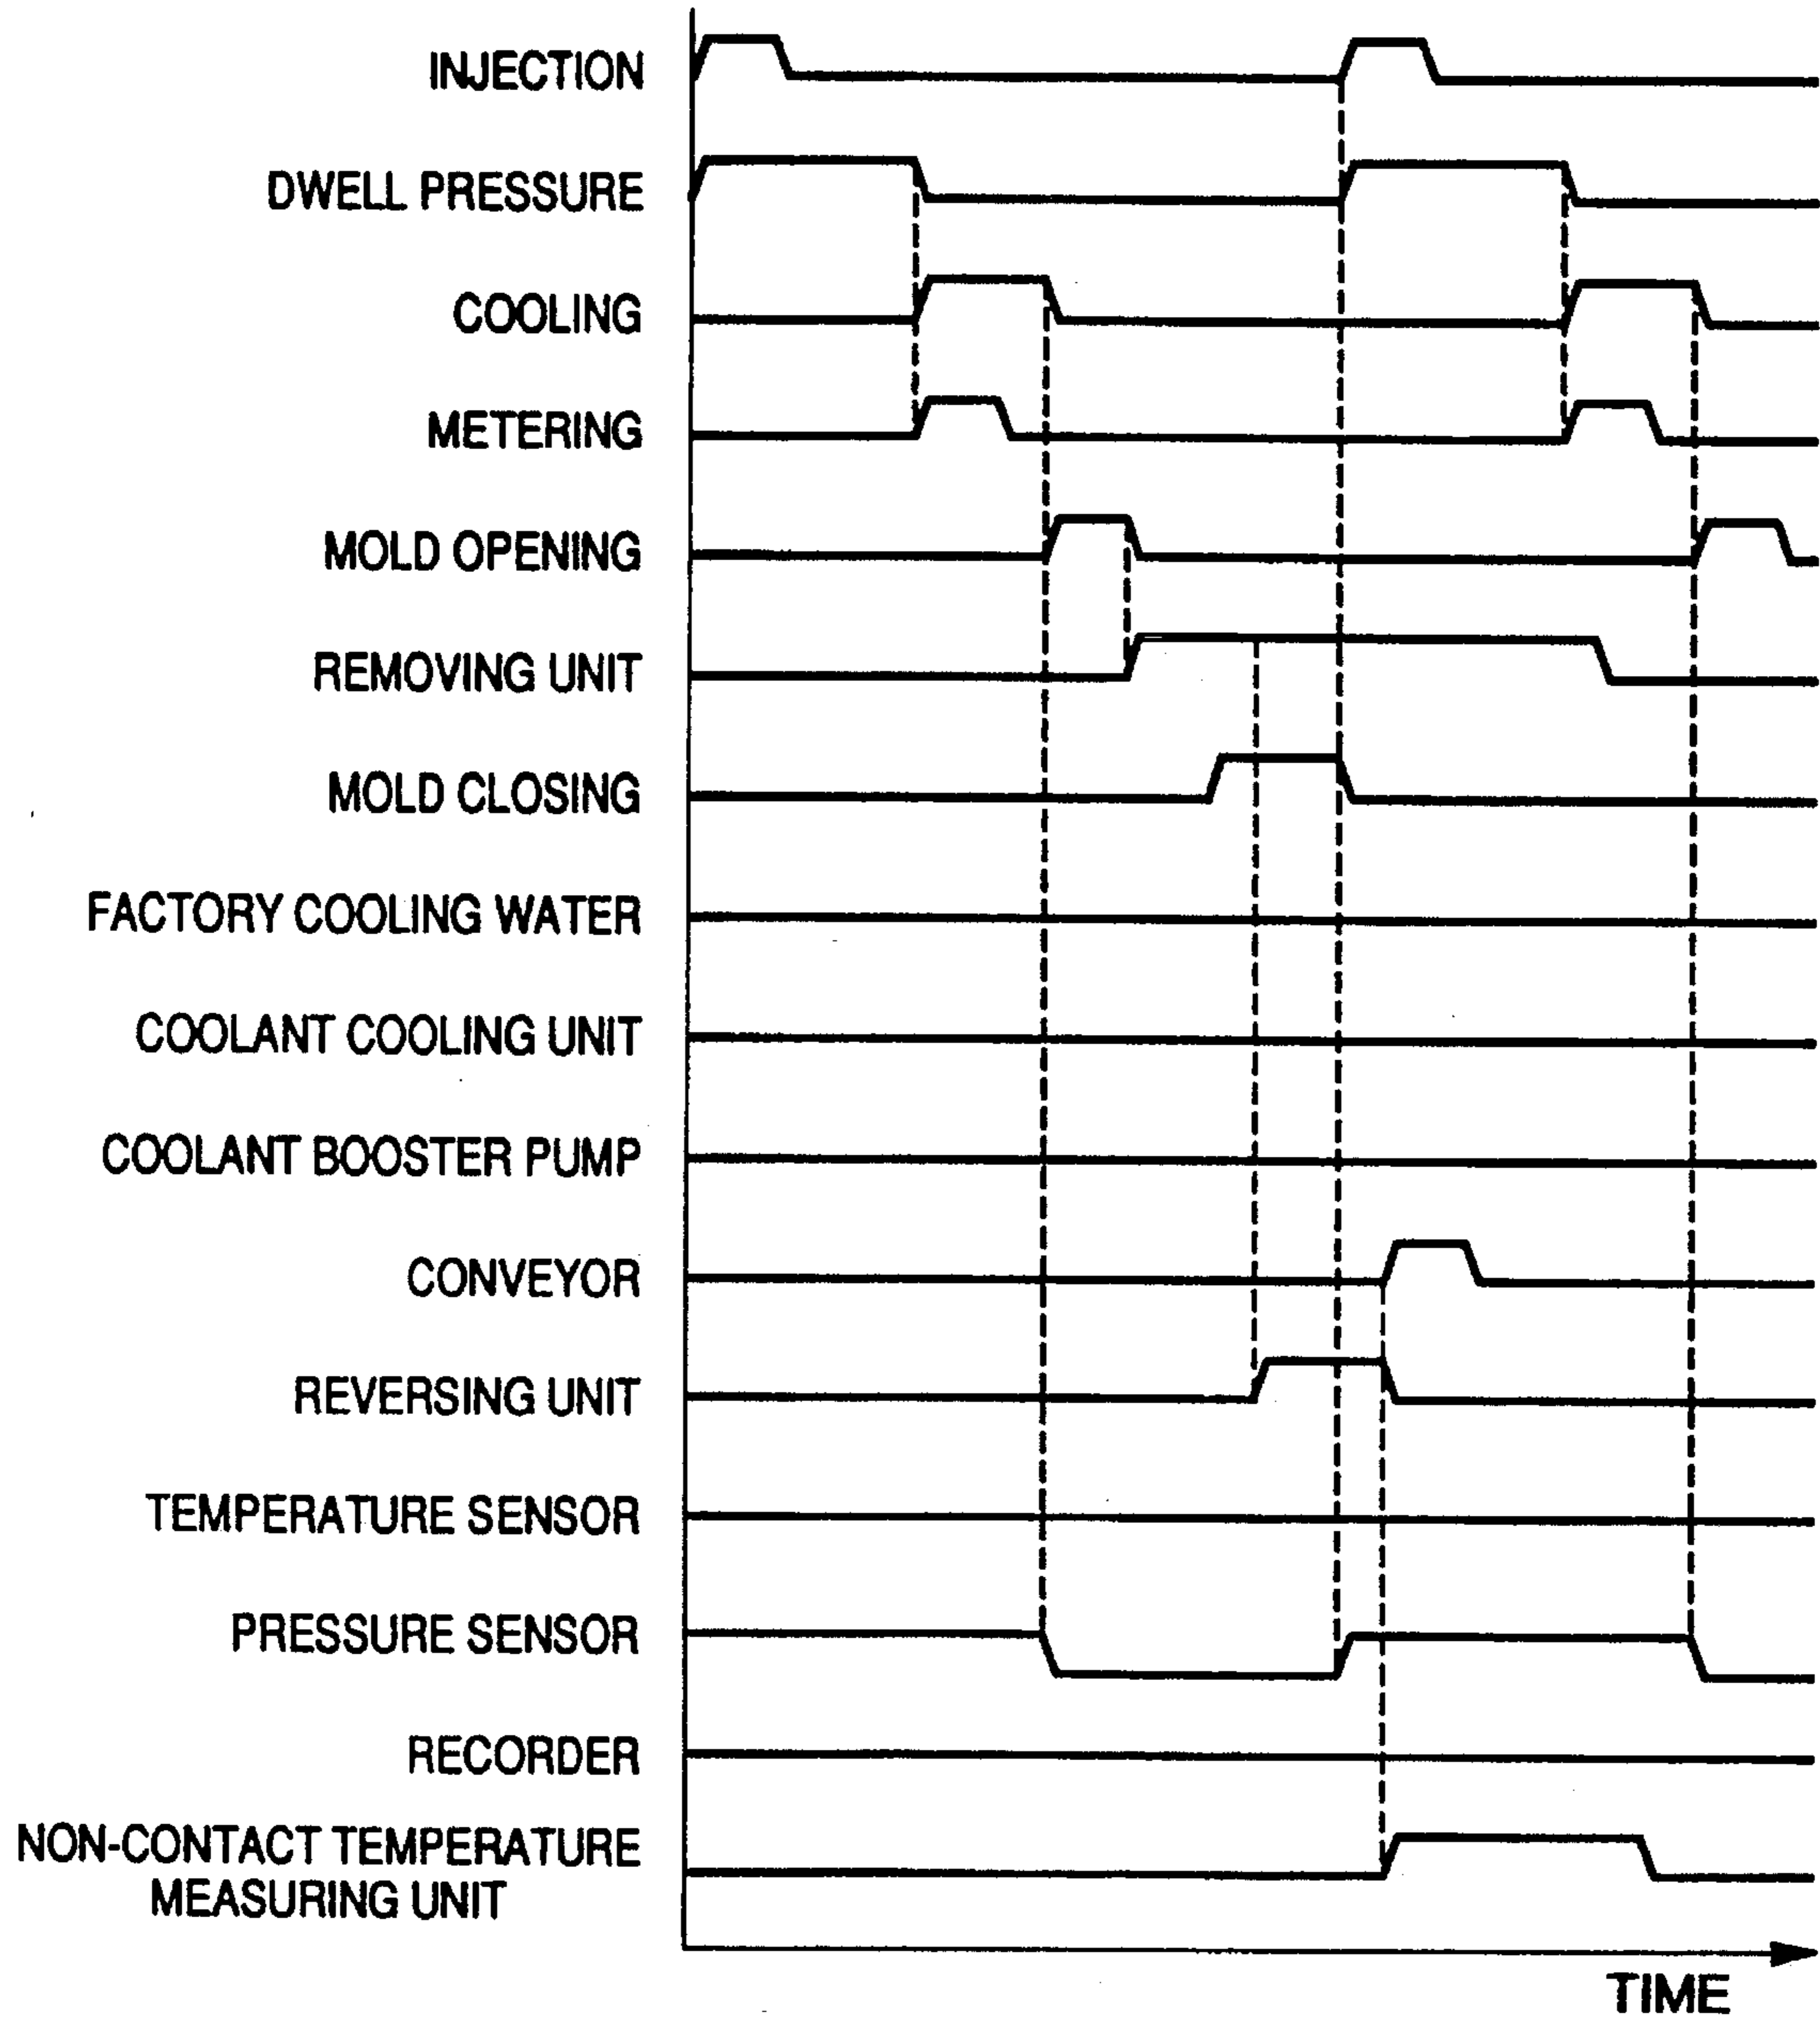 INJECTION
DWELL PRESSURE
COOLING
METERING
MOLD OPENING
REMOVING UNIT
MOLD CLOSING
FACTORY COOLING WATER
COOLANT COOLING UNIT
COOLANT BOOSTER PUMP
CONVEYOR
REVERSING UNIT
TEMPERATURE SENSOR
PRESSURE SENSOR
RECORDER
NON-CONTACT TEMPERATURE
MEASURING UNIT
TIME